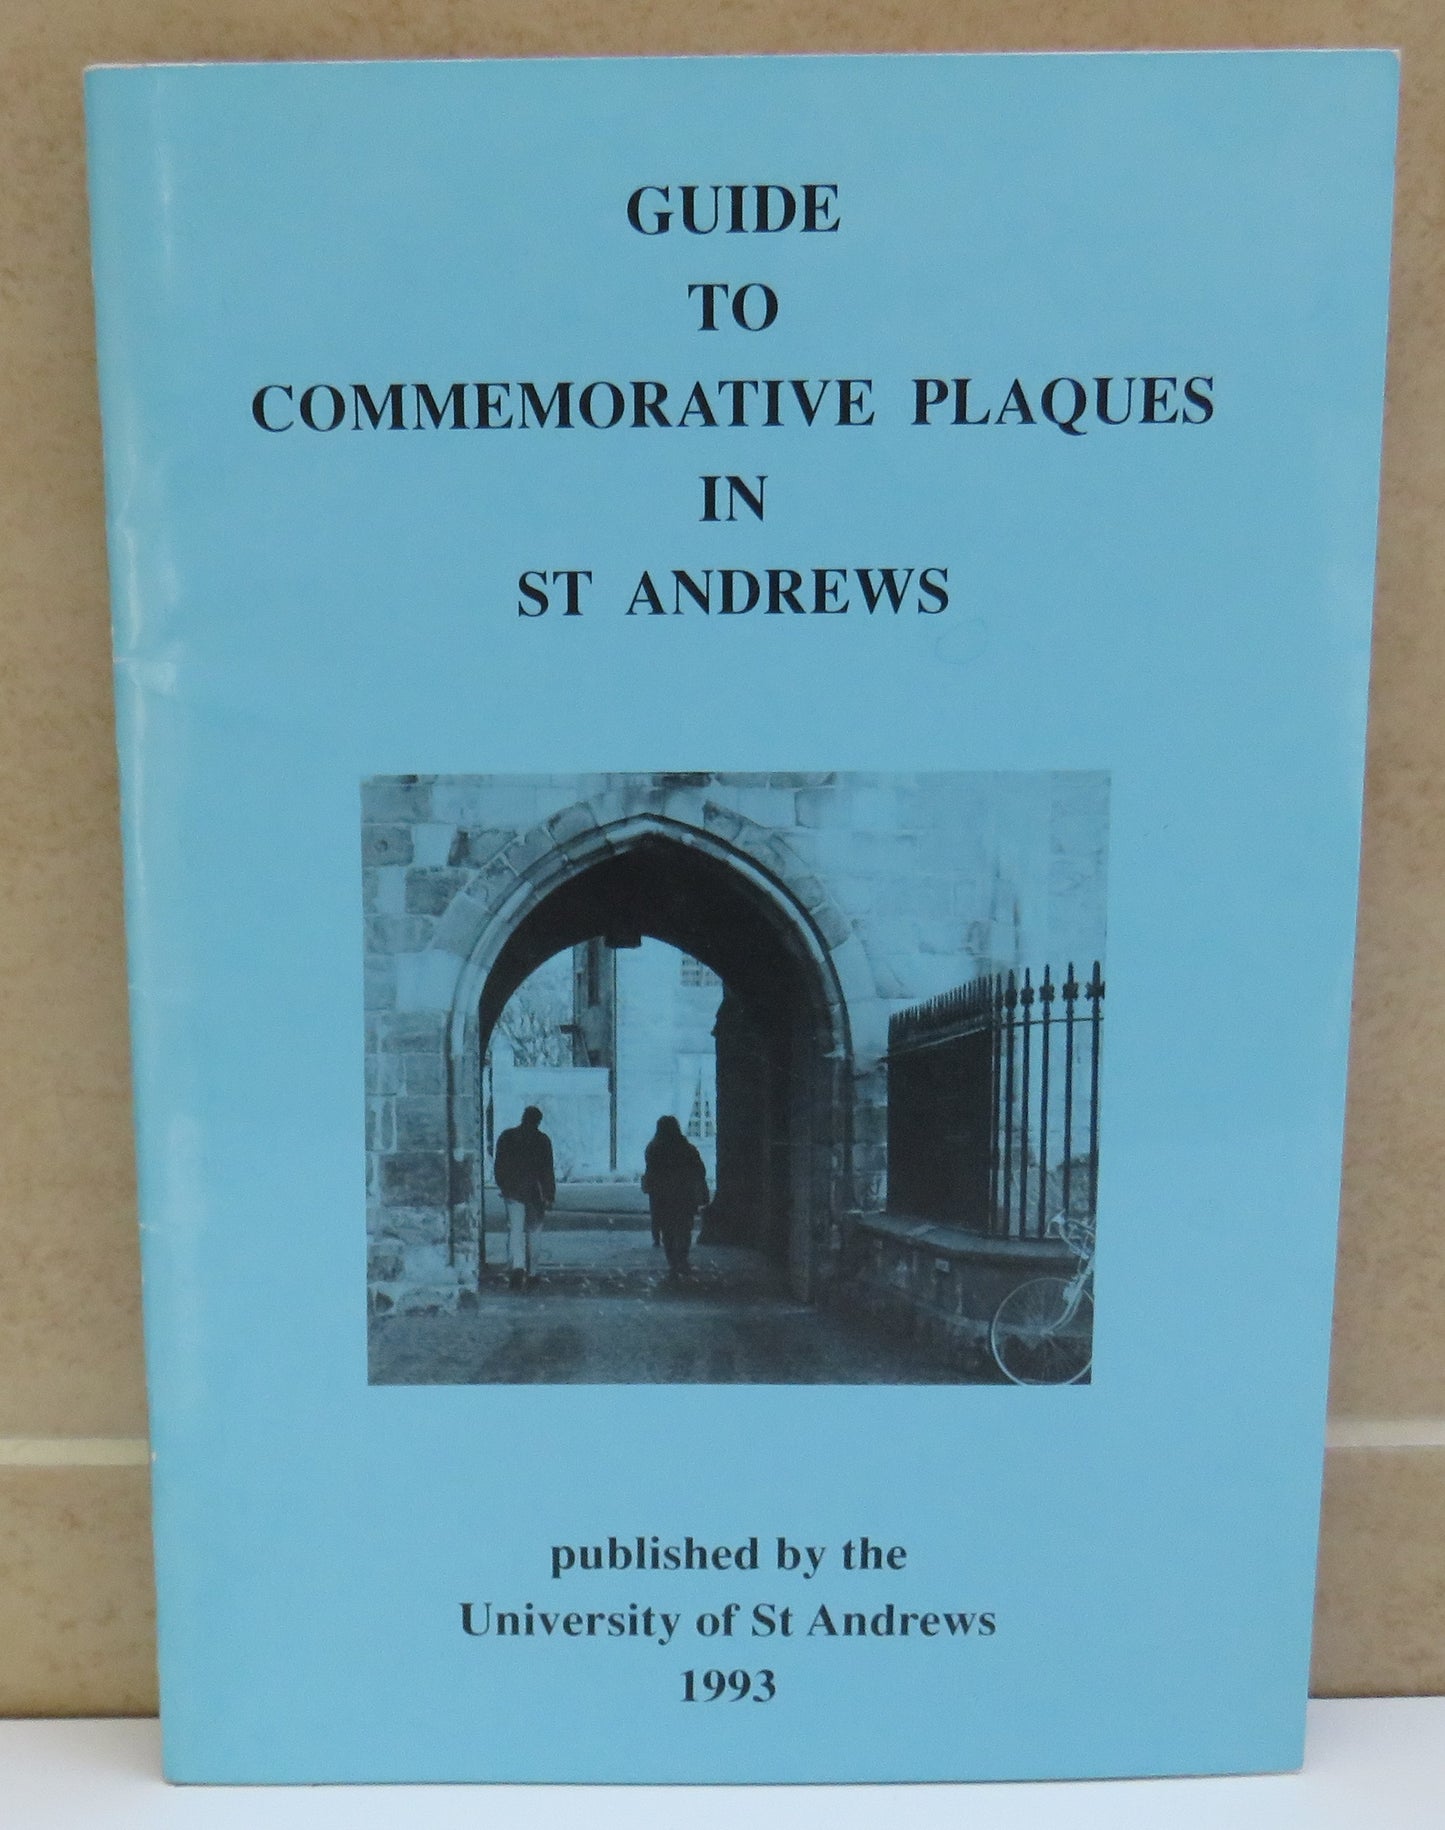 GUIDE
TO
COMMEMORATIVE PLAQUES
IN
ST ANDREWS
published by the
University of St Andrews
1993